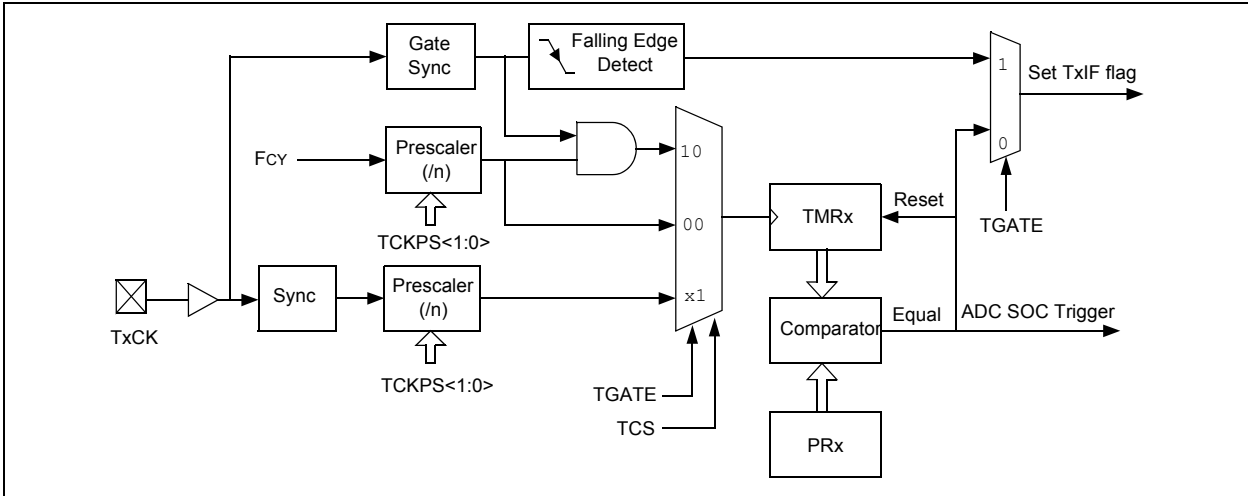 Gate
Sync
Falling Edge
Detect
1
Set TxIF flag
0
TGATE
FCY
Prescaler
(/n)
TCKPS<1:0>
10
00
x1
TMRx
Reset
TxCK
Sync
Prescaler
(/n)
TCKPS<1:0>
Comparator
Equal
ADC SOC Trigger
TGATE
TCS
PRx